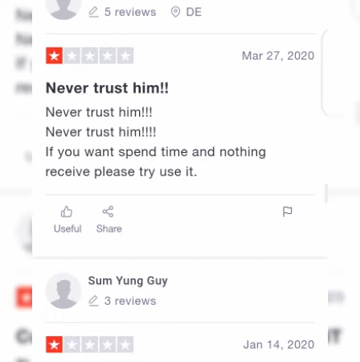 5 reviews DE
Mar 27, 2020
Never trust him!!
Never trust him!!!
Never trust him!!!!
If you want spend time and nothing
receive please try use it.
Useful Share
Sum Yung Guy
3 reviews
Jan 14, 2020